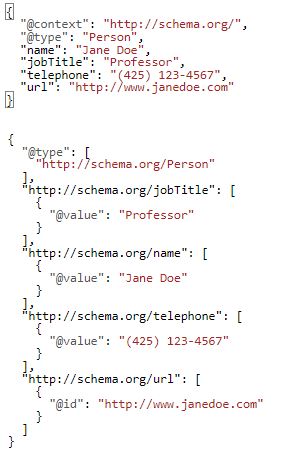 {
  "@context": "http://schema.org/",
  "@type": "Person",
  "name": "Jane Doe",
  "jobTitle": "Professor",
  "telephone": "(425) 123-4567",
  "url": "http://www.janedoe.com"
}
{
  "@type": [
    "http://schema.org/Person"
  ],
  "http://schema.org/jobTitle": [
    {
      "@value": "Professor"
    }
  ],
  "http://schema.org/name": [
    {
      "@value": "Jane Doe"
    }
  ],
  "http://schema.org/telephone": [
    {
      "@value": "(425) 123-4567"
    }
  ],
  "http://schema.org/url": [
    {
      "@id": "http://www.janedoe.com"
    }
  ]
}